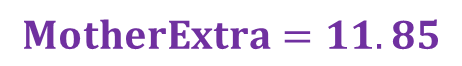 MotherExtra = 11.85